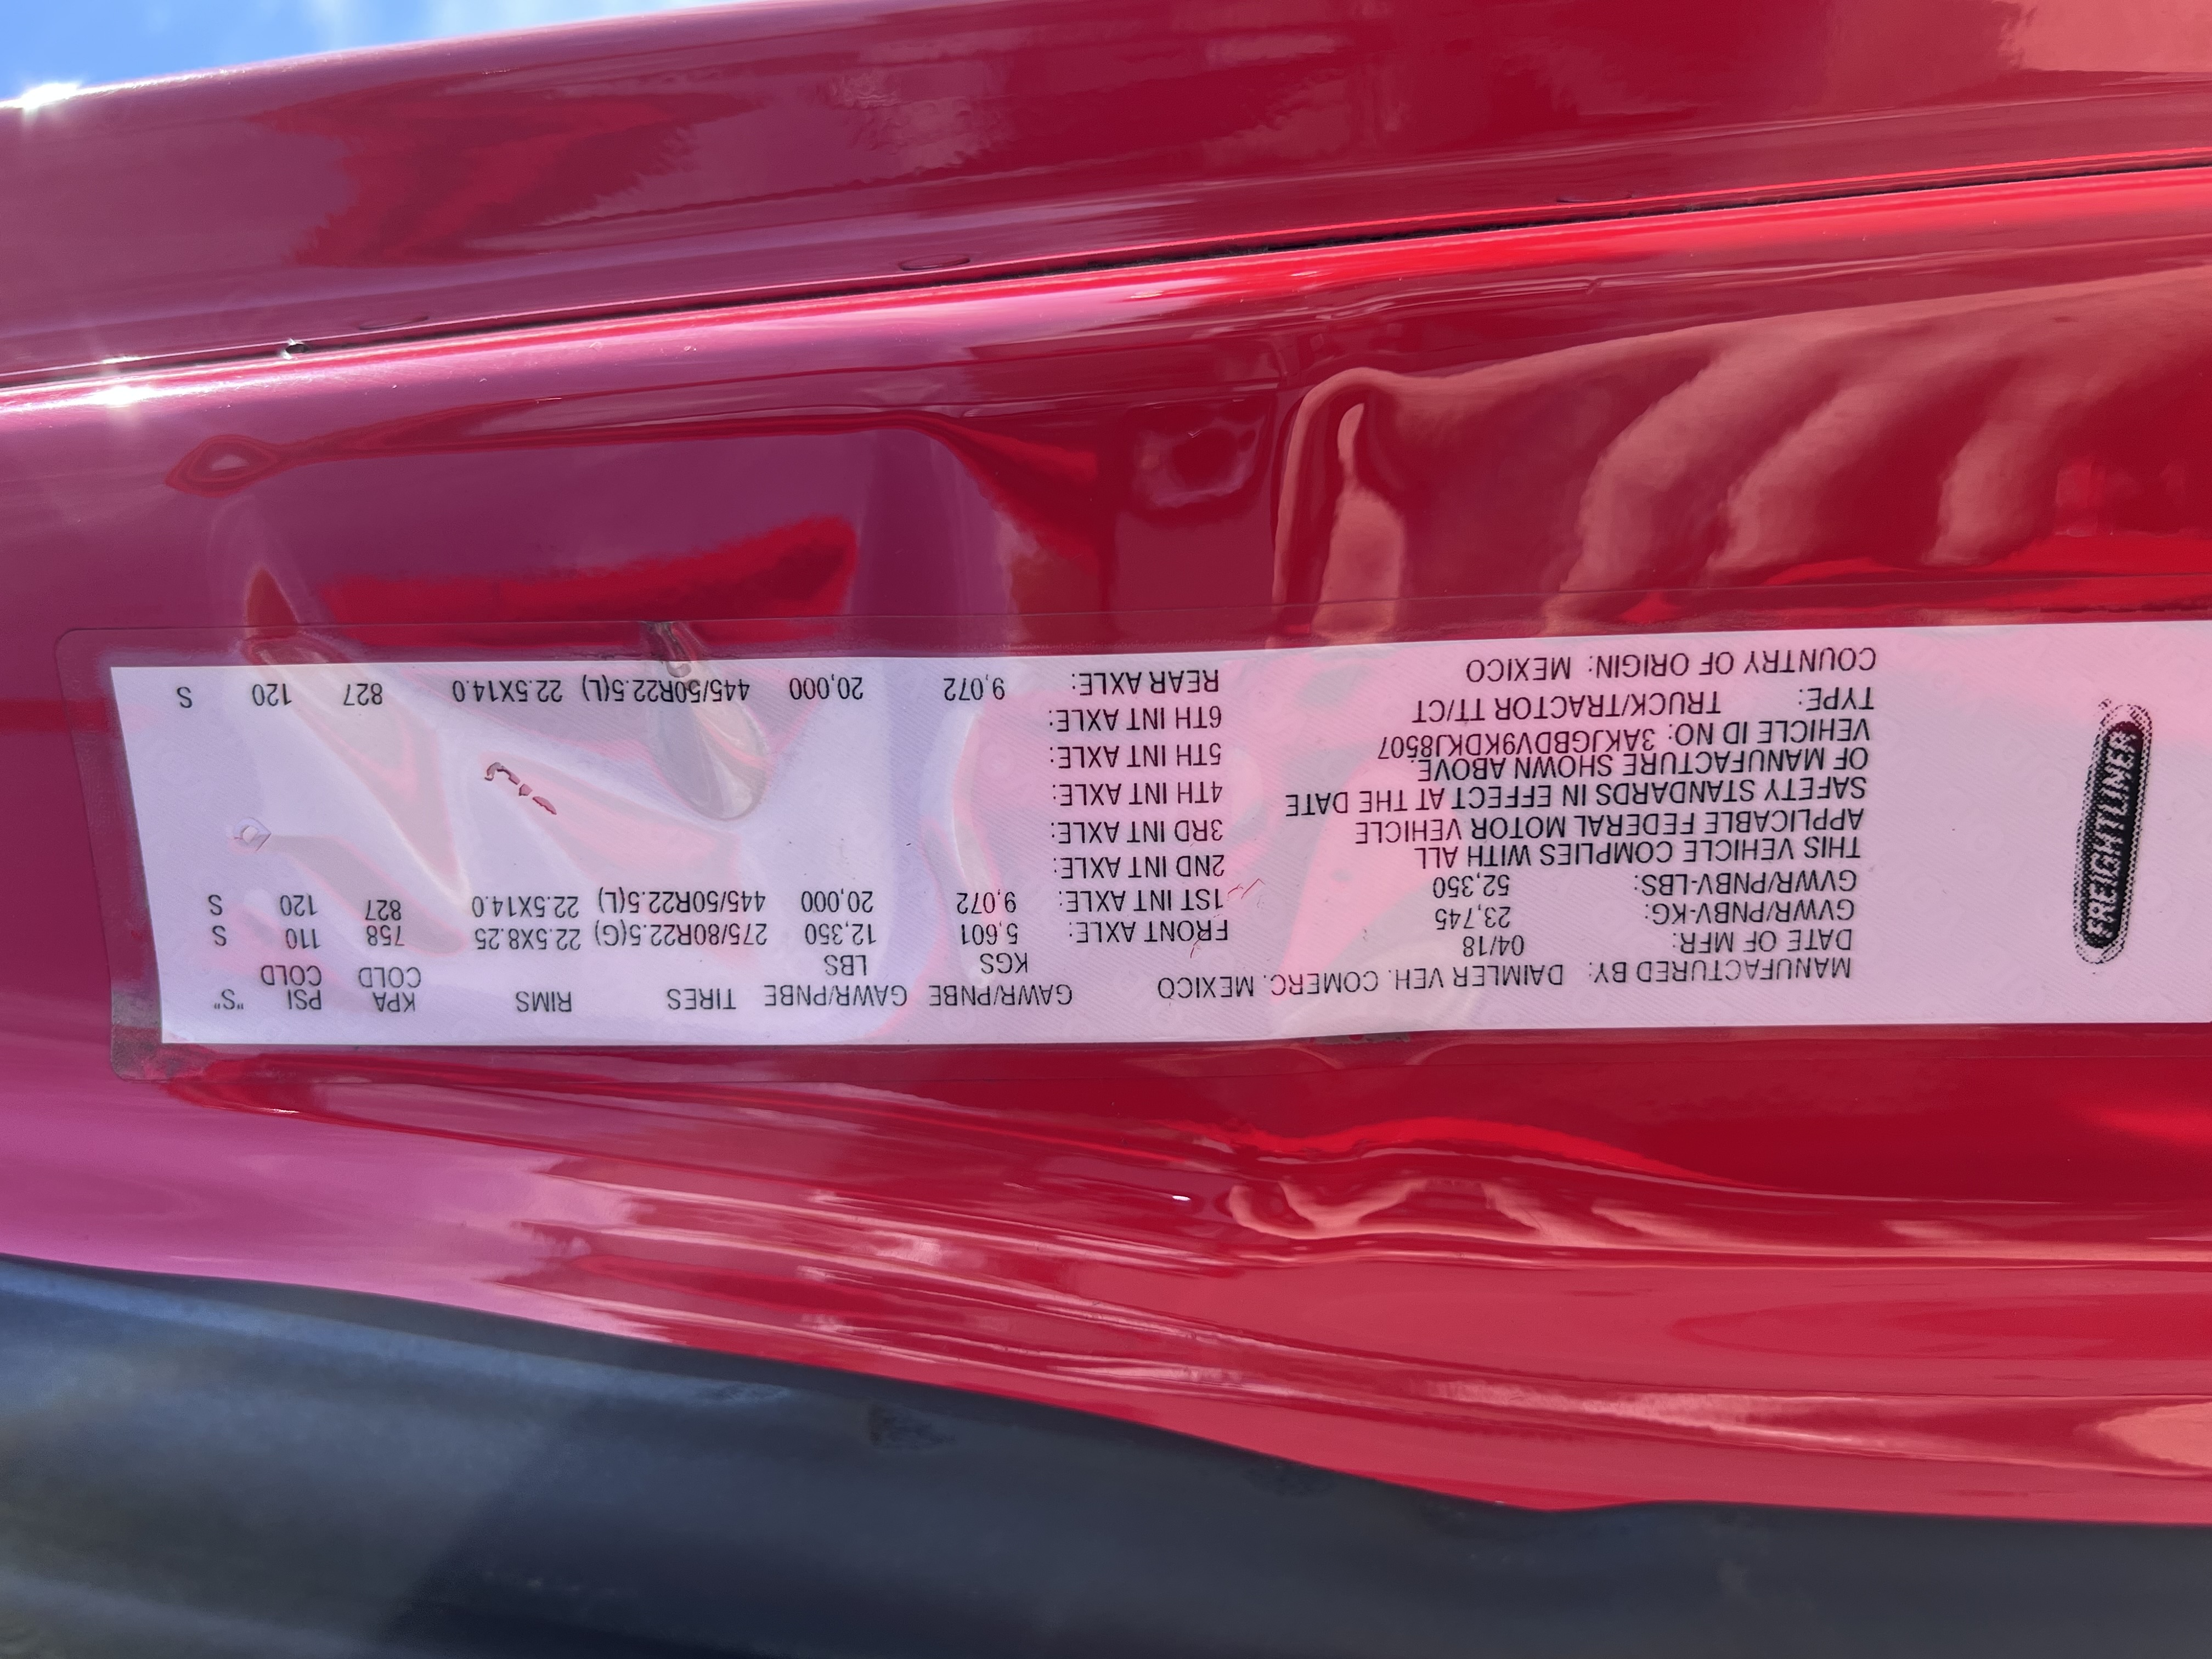 FREIGHTLINER
MANUFACTURED BY: DAIMLER VEH. COMERC. MEXICO
DATE OF MFR: 04/18
GVWR/PNBV-KG: 23,745
GVWR/PNBV-LBS: 52,350
THIS VEHICLE COMPLIES WITH ALL
APPLICABLE FEDERAL MOTOR VEHICLE
SAFETY STANDARDS IN EFFECT AT THE DATE
OF MANUFACTURE SHOWN ABOVE.
VEHICLE ID NO: 3AKJGBDV9KDKJ8507
TYPE: TRUCK/TRACTOR TT/CT
COUNTRY OF ORIGIN: MEXICO
GAWR/PNBE GAWR/PNBE TIRES RIMS KPA PSI "S"
KGS LBS COLD COLD
FRONT AXLE: 5,601 12,350 275/80R22.5(G) 22.5X8.25 758 110 S
1ST INT AXLE: 9,072 20,000 445/50R22.5(L) 22.5X14.0 827 120 S
2ND INT AXLE:
3RD INT AXLE:
4TH INT AXLE:
5TH INT AXLE:
6TH INT AXLE:
REAR AXLE: 9,072 20,000 445/50R22.5(L) 22.5X14.0 827 120 S